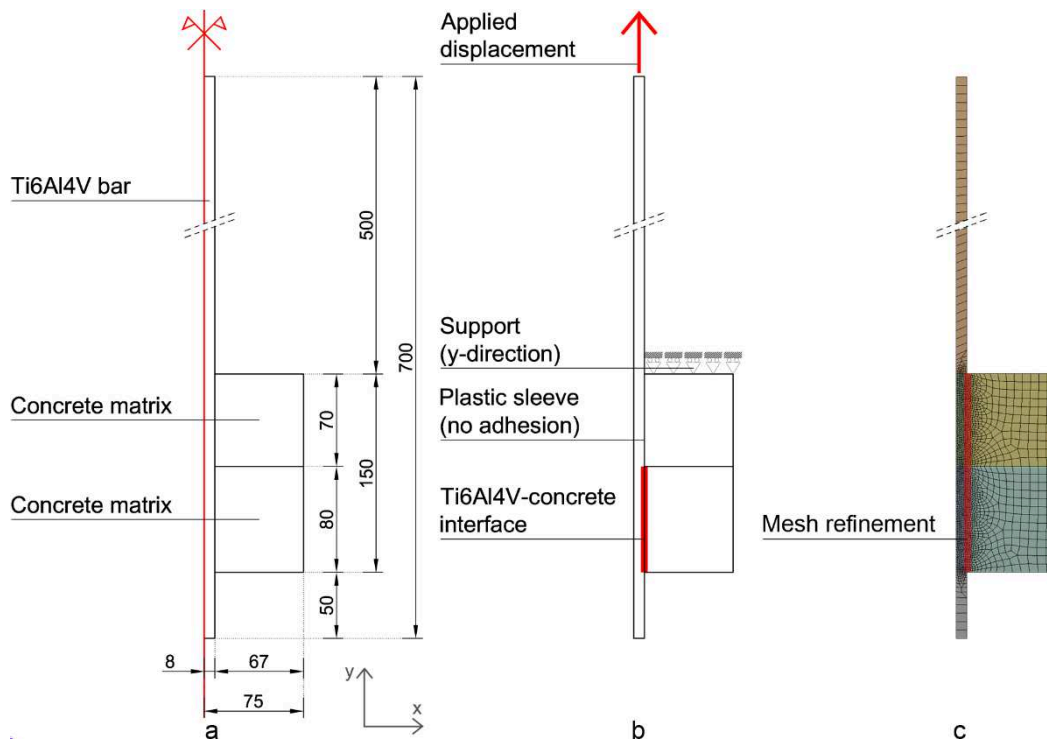 Ti6Al4V bar
Concrete matrix
Concrete matrix
500
700
70
150
80
50
8
67
75
y
x
a
Applied
displacement
Support
(y-direction)
Plastic sleeve
(no adhesion)
Ti6Al4V-concrete
interface
b
Mesh refinement
c